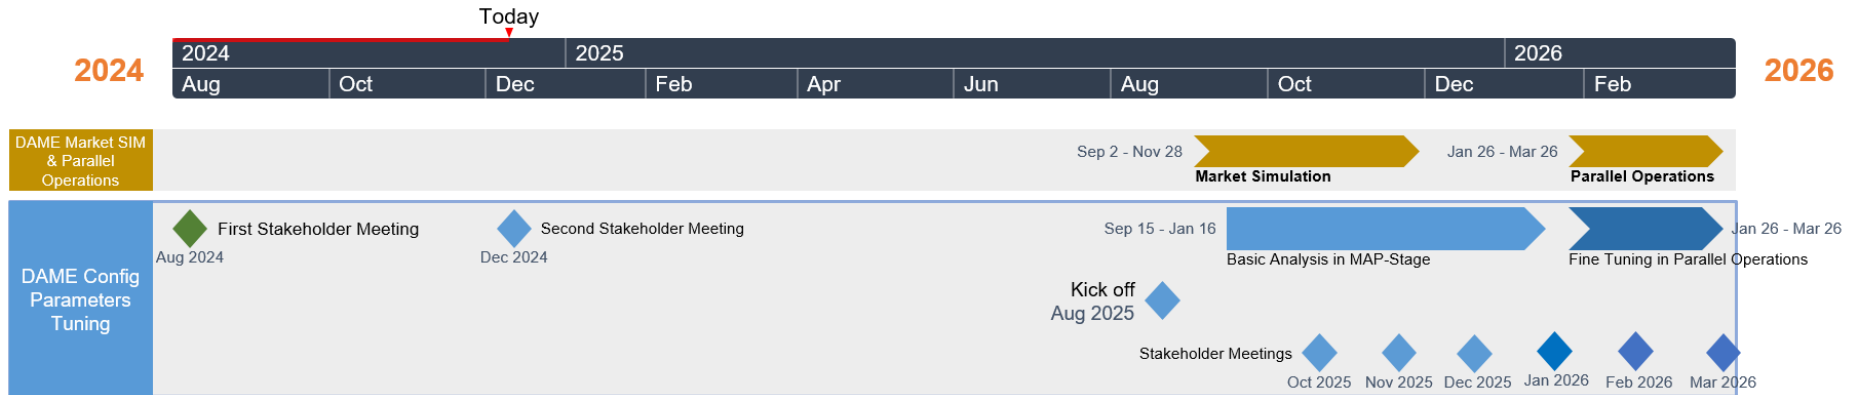 Today
2024
2024
2025
2026
2026
Aug
Oct
Dec
Feb
Apr
Jun
Aug
Oct
Dec
Feb
DAME Market SIM
& Parallel
Operations
Sep 2 - Nov 28
Market Simulation
Jan 26 - Mar 26
Parallel Operations
DAME Config
Parameters
Tuning
First Stakeholder Meeting
Aug 2024
Second Stakeholder Meeting
Dec 2024
Sep 15 - Jan 16
Basic Analysis in MAP-Stage
Jan 26 - Mar 26
Fine Tuning in Parallel Operations
Kick off
Aug 2025
Stakeholder Meetings
Oct 2025
Nov 2025
Dec 2025
Jan 2026
Feb 2026
Mar 2026